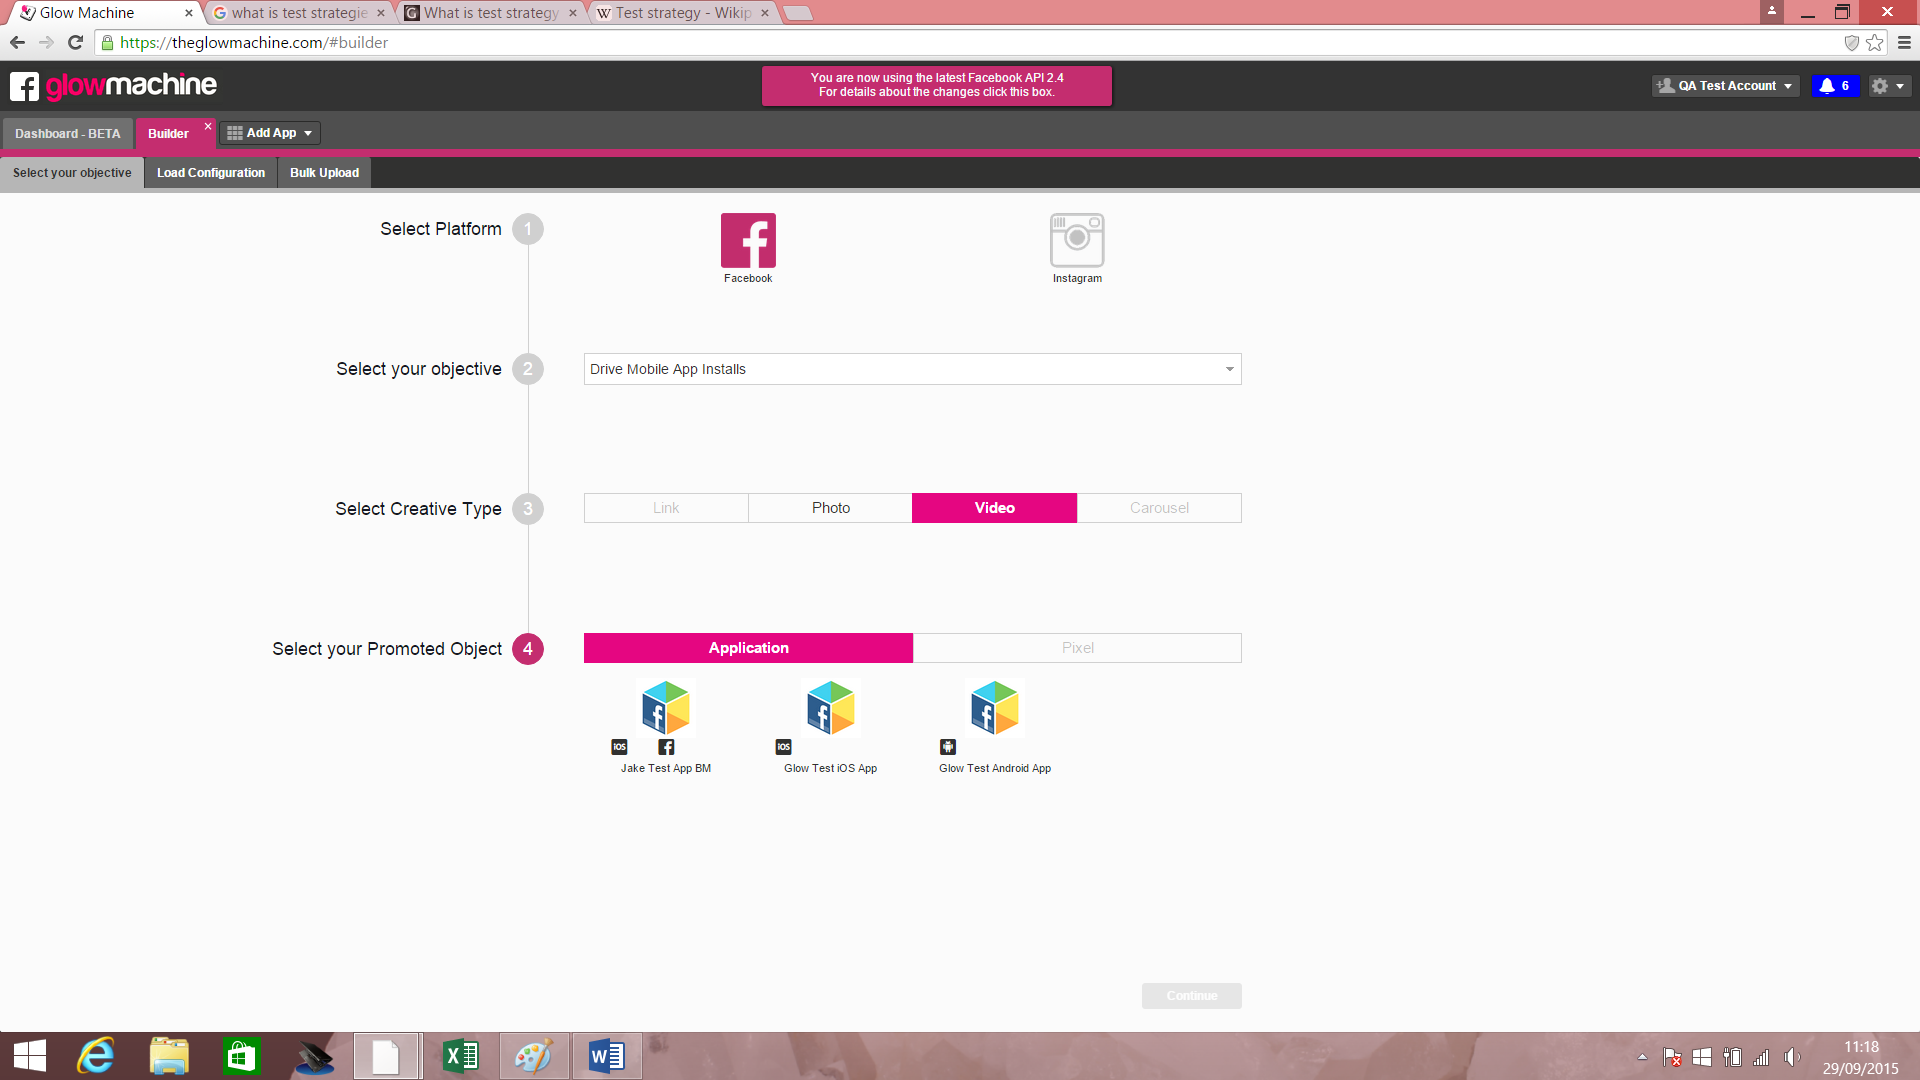 Glow Machine
what is test strategie
What is test strategy
Test strategy - Wikip
https://theglowmachine.com/#builder
glowmachine
You are now using the latest Facebook API 2.4
For details about the changes click this box.
QA Test Account
6
Dashboard - BETA
Builder
Add App
Select your objective
Load Configuration
Bulk Upload
Select Platform
1
Facebook
Instagram
Select your objective
2
Drive Mobile App Installs
Select Creative Type
3
Link
Photo
Video
Carousel
Select your Promoted Object
4
Application
Pixel
iOS
Jake Test App BM
iOS
Glow Test iOS App
Glow Test Android App
Continue
11:18
29/09/2015